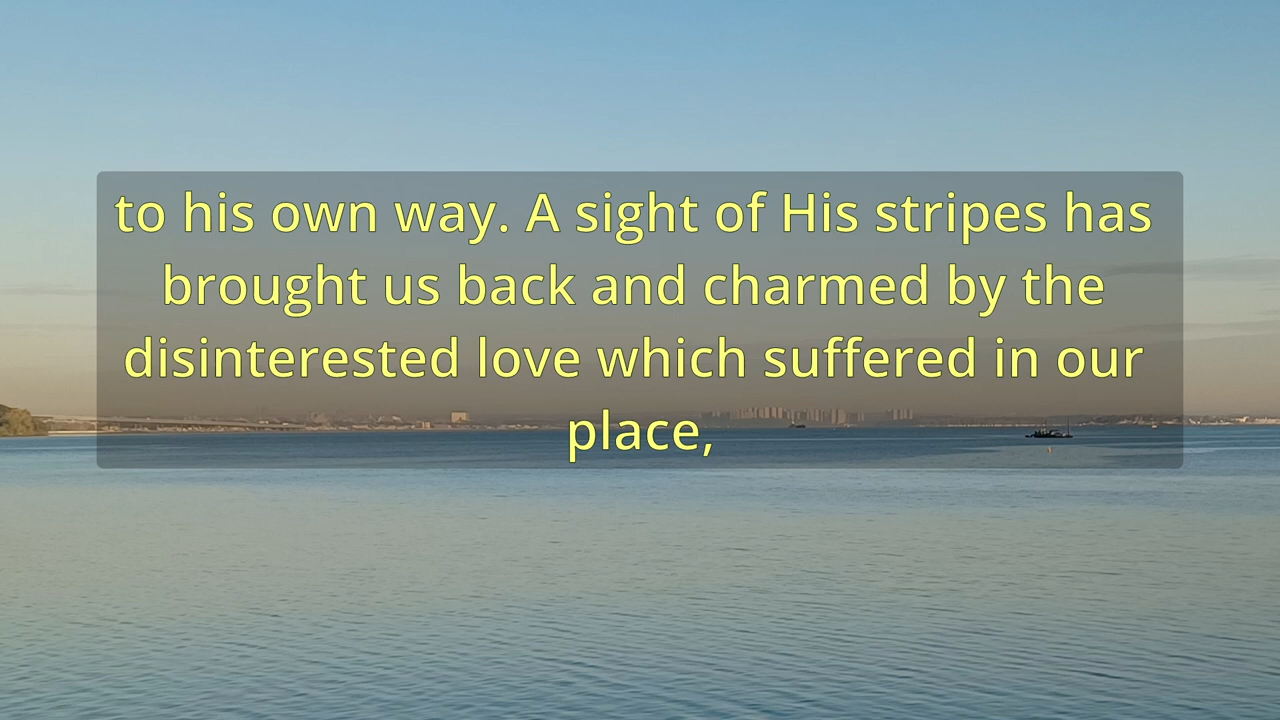 to his own way. A sight of His stripes has
brought us back and charmed by the
disinterested love which suffered in our
place,